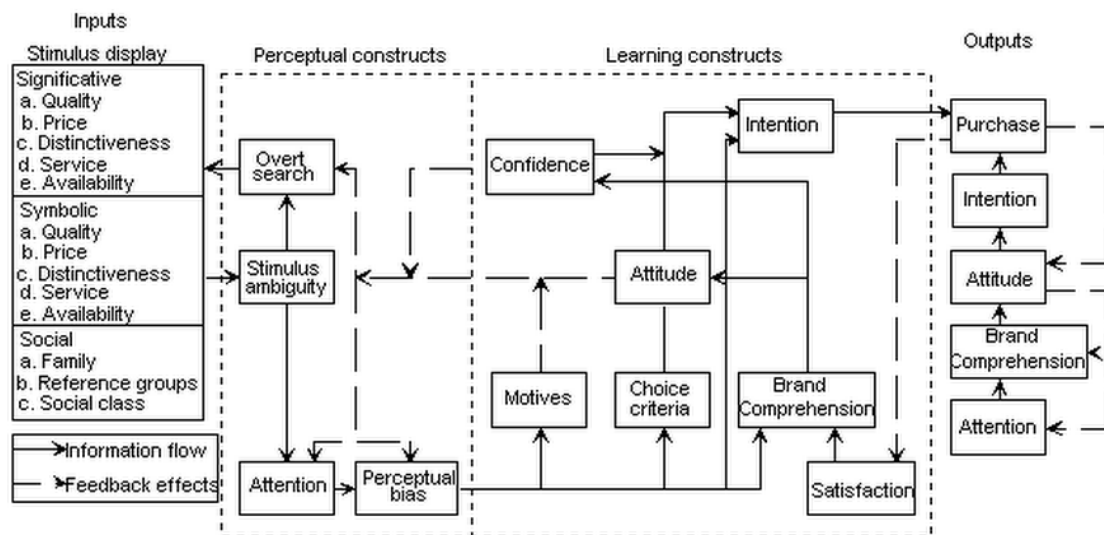 Inputs
Stimulus display
Significative
a. Quality
b. Price
c. Distinctiveness
d. Service
e. Availability
Symbolic
a. Quality
b. Price
c. Distinctiveness
d. Service
e. Availability
Social
a. Family
b. Reference groups
c. Social class
Information flow
Feedback effects
Perceptual constructs
Overt
search
Stimulus
ambiguity
Attention
Perceptual
bias
Learning constructs
Confidence
Intention
Attitude
Motives
Choice
criteria
Brand
Comprehension
Satisfaction
Outputs
Purchase
Intention
Attitude
Brand
Comprehension
Attention